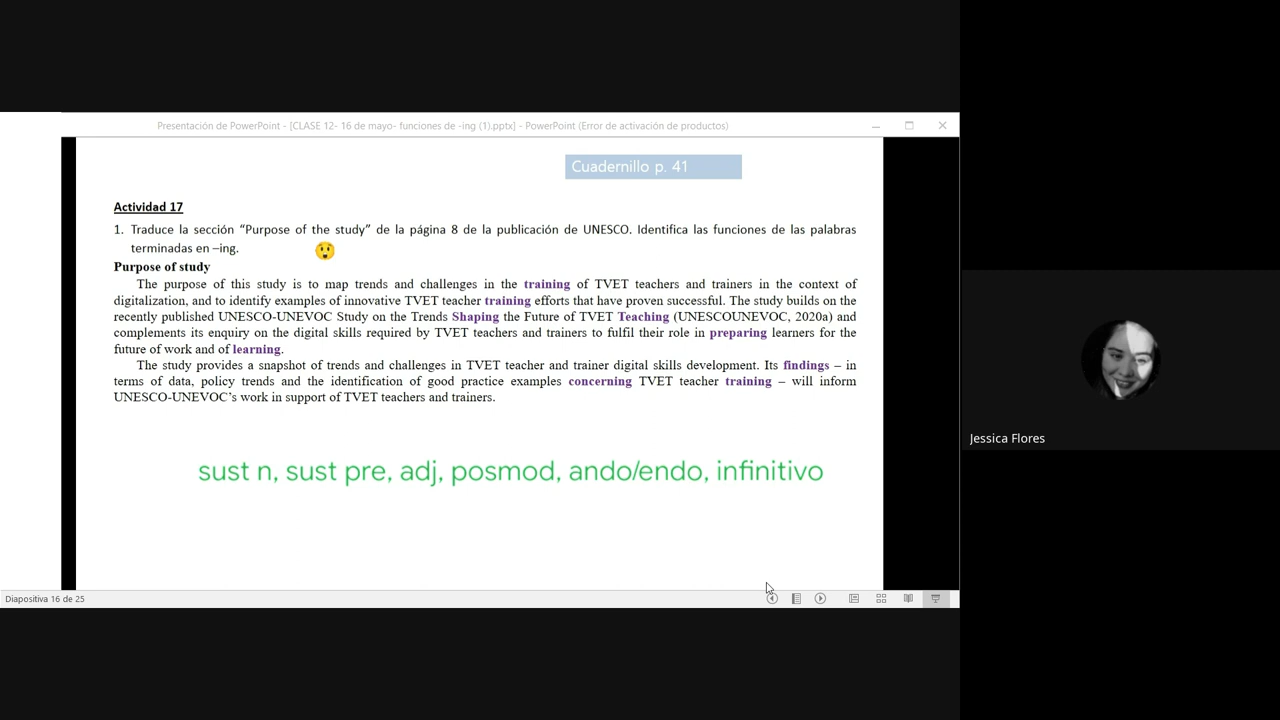 Presentación de PowerPoint - [CLASE 12- 16 de mayo- funciones de -ing (1).pptx] - PowerPoint (Error de activación de productos)
Cuadernillo p. 41
Actividad 17
1. Traduce la sección “Purpose of the study” de la página 8 de la publicación de UNESCO. Identifica las funciones de las palabras
terminadas en –ing.
Purpose of study
The purpose of this study is to map trends and challenges in the training of TVET teachers and trainers in the context of
digitalization, and to identify examples of innovative TVET teacher training efforts that have proven successful. The study builds on the
recently published UNESCO-UNEVOC Study on the Trends Shaping the Future of TVET Teaching (UNESCOUNEVOC, 2020a) and
complements its enquiry on the digital skills required by TVET teachers and trainers to fulfil their role in preparing learners for the
future of work and of learning.
The study provides a snapshot of trends and challenges in TVET teacher and trainer digital skills development. Its findings – in
terms of data, policy trends and the identification of good practice examples concerning TVET teacher training – will inform
UNESCO-UNEVOC’s work in support of TVET teachers and trainers.
sust n, sust pre, adj, posmod, ando/endo, infinitivo
Jessica Flores
Diapositiva 16 de 25